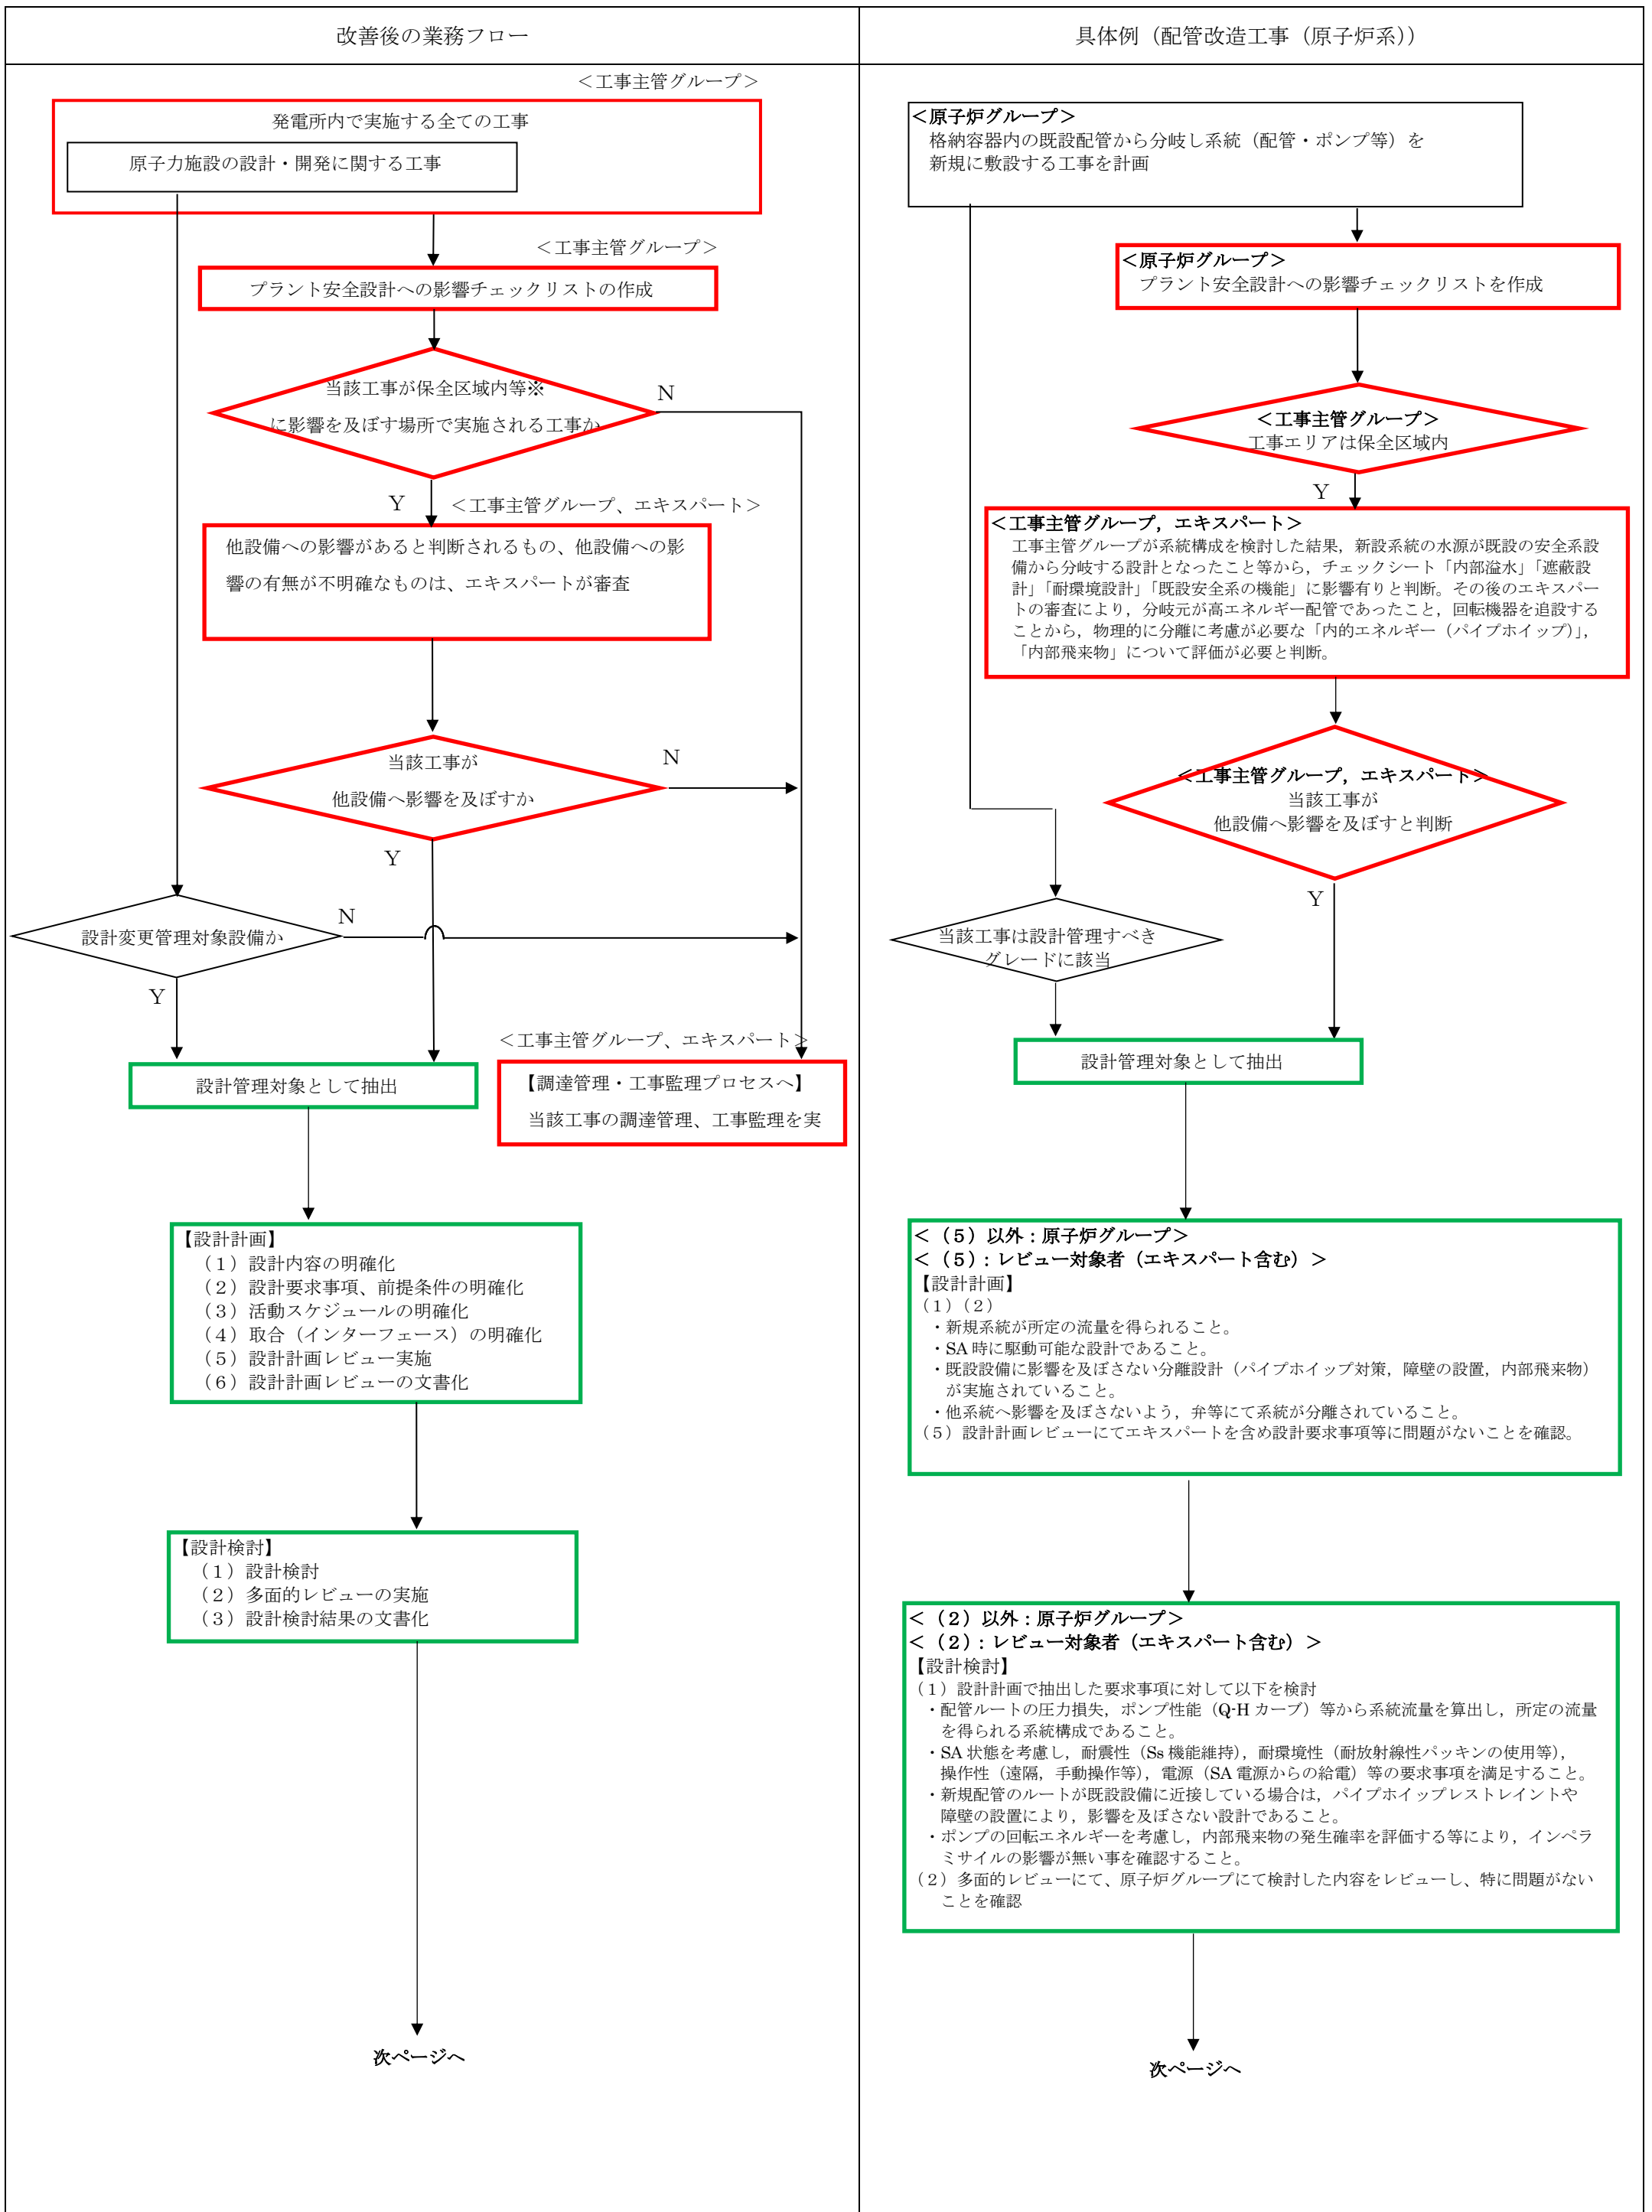 改善後の業務フロー
＜工事主管グループ＞
発電所内で実施する全ての工事
原子力施設の設計・開発に関する工事
＜工事主管グループ＞
プラント安全設計への影響チェックリストの作成
当該工事が保全区域内等※
に影響を及ぼす場所で実施される工事か
N
Y
＜工事主管グループ、エキスパート＞
他設備への影響があると判断されるもの、他設備への影
響の有無が不明確なものは、エキスパートが審査
当該工事が
他設備へ影響を及ぼすか
N
Y
設計変更管理対象設備か
N
Y
＜工事主管グループ、エキスパート＞
設計管理対象として抽出
【調達管理・工事監理プロセスへ】
当該工事の調達管理、工事監理を実
【設計計画】
（１）設計内容の明確化
（２）設計要求事項、前提条件の明確化
（３）活動スケジュールの明確化
（４）取合（インターフェース）の明確化
（５）設計計画レビュー実施
（６）設計計画レビューの文書化
【設計検討】
（１）設計検討
（２）多面的レビューの実施
（３）設計検討結果の文書化
次ページへ
具体例（配管改造工事（原子炉系））
＜原子炉グループ＞
格納容器内の既設配管から分岐し系統（配管・ポンプ等）を
新規に敷設する工事を計画
＜原子炉グループ＞
プラント安全設計への影響チェックリストを作成
＜工事主管グループ＞
工事エリアは保全区域内
Y
＜工事主管グループ，エキスパート＞
工事主管グループが系統構成を検討した結果，新設系統の水源が既設の安全系設
備から分岐する設計となったこと等から，チェックシート「内部溢水」「遮蔽設
計」「耐環境設計」「既設安全系の機能」に影響有りと判断。その後のエキスパー
トの審査により，分岐元が高エネルギー配管であったこと，回転機器を追設する
ことから，物理的に分離に考慮が必要な「内的エネルギー（パイプホイップ）」，
「内部飛来物」について評価が必要と判断。
＜工事主管グループ，エキスパート＞
当該工事が
他設備へ影響を及ぼすと判断
Y
当該工事は設計管理すべき
グレードに該当
設計管理対象として抽出
＜（５）以外：原子炉グループ＞
＜（５）：レビュー対象者（エキスパート含む）＞
【設計計画】
（１）（２）
・新規系統が所定の流量を得られること。
・SA 時に駆動可能な設計であること。
・既設設備に影響を及ぼさない分離設計（パイプホイップ対策，障壁の設置，内部飛来物）
が実施されていること。
・他系統へ影響を及ぼさないよう，弁等にて系統が分離されていること。
（５）設計計画レビューにてエキスパートを含め設計要求事項等に問題がないことを確認。
＜（２）以外：原子炉グループ＞
＜（２）：レビュー対象者（エキスパート含む）＞
【設計検討】
（１）設計計画で抽出した要求事項に対して以下を検討
・配管ルートの圧力損失，ポンプ性能（Q-H カーブ）等から系統流量を算出し，所定の流量
を得られる系統構成であること。
・SA 状態を考慮し，耐震性（Ss 機能維持），耐環境性（耐放射線性パッキンの使用等），
操作性（遠隔，手動操作等），電源（SA 電源からの給電）等の要求事項を満足すること。
・新規配管のルートが既設設備に近接している場合は，パイプホイップレストレイントや
障壁の設置により，影響を及ぼさない設計であること。
・ポンプの回転エネルギーを考慮し，内部飛来物の発生確率を評価する等により，インペラ
ミサイルの影響が無い事を確認すること。
（２）多面的レビューにて、原子炉グループにて検討した内容をレビューし、特に問題がない
ことを確認
次ページへ